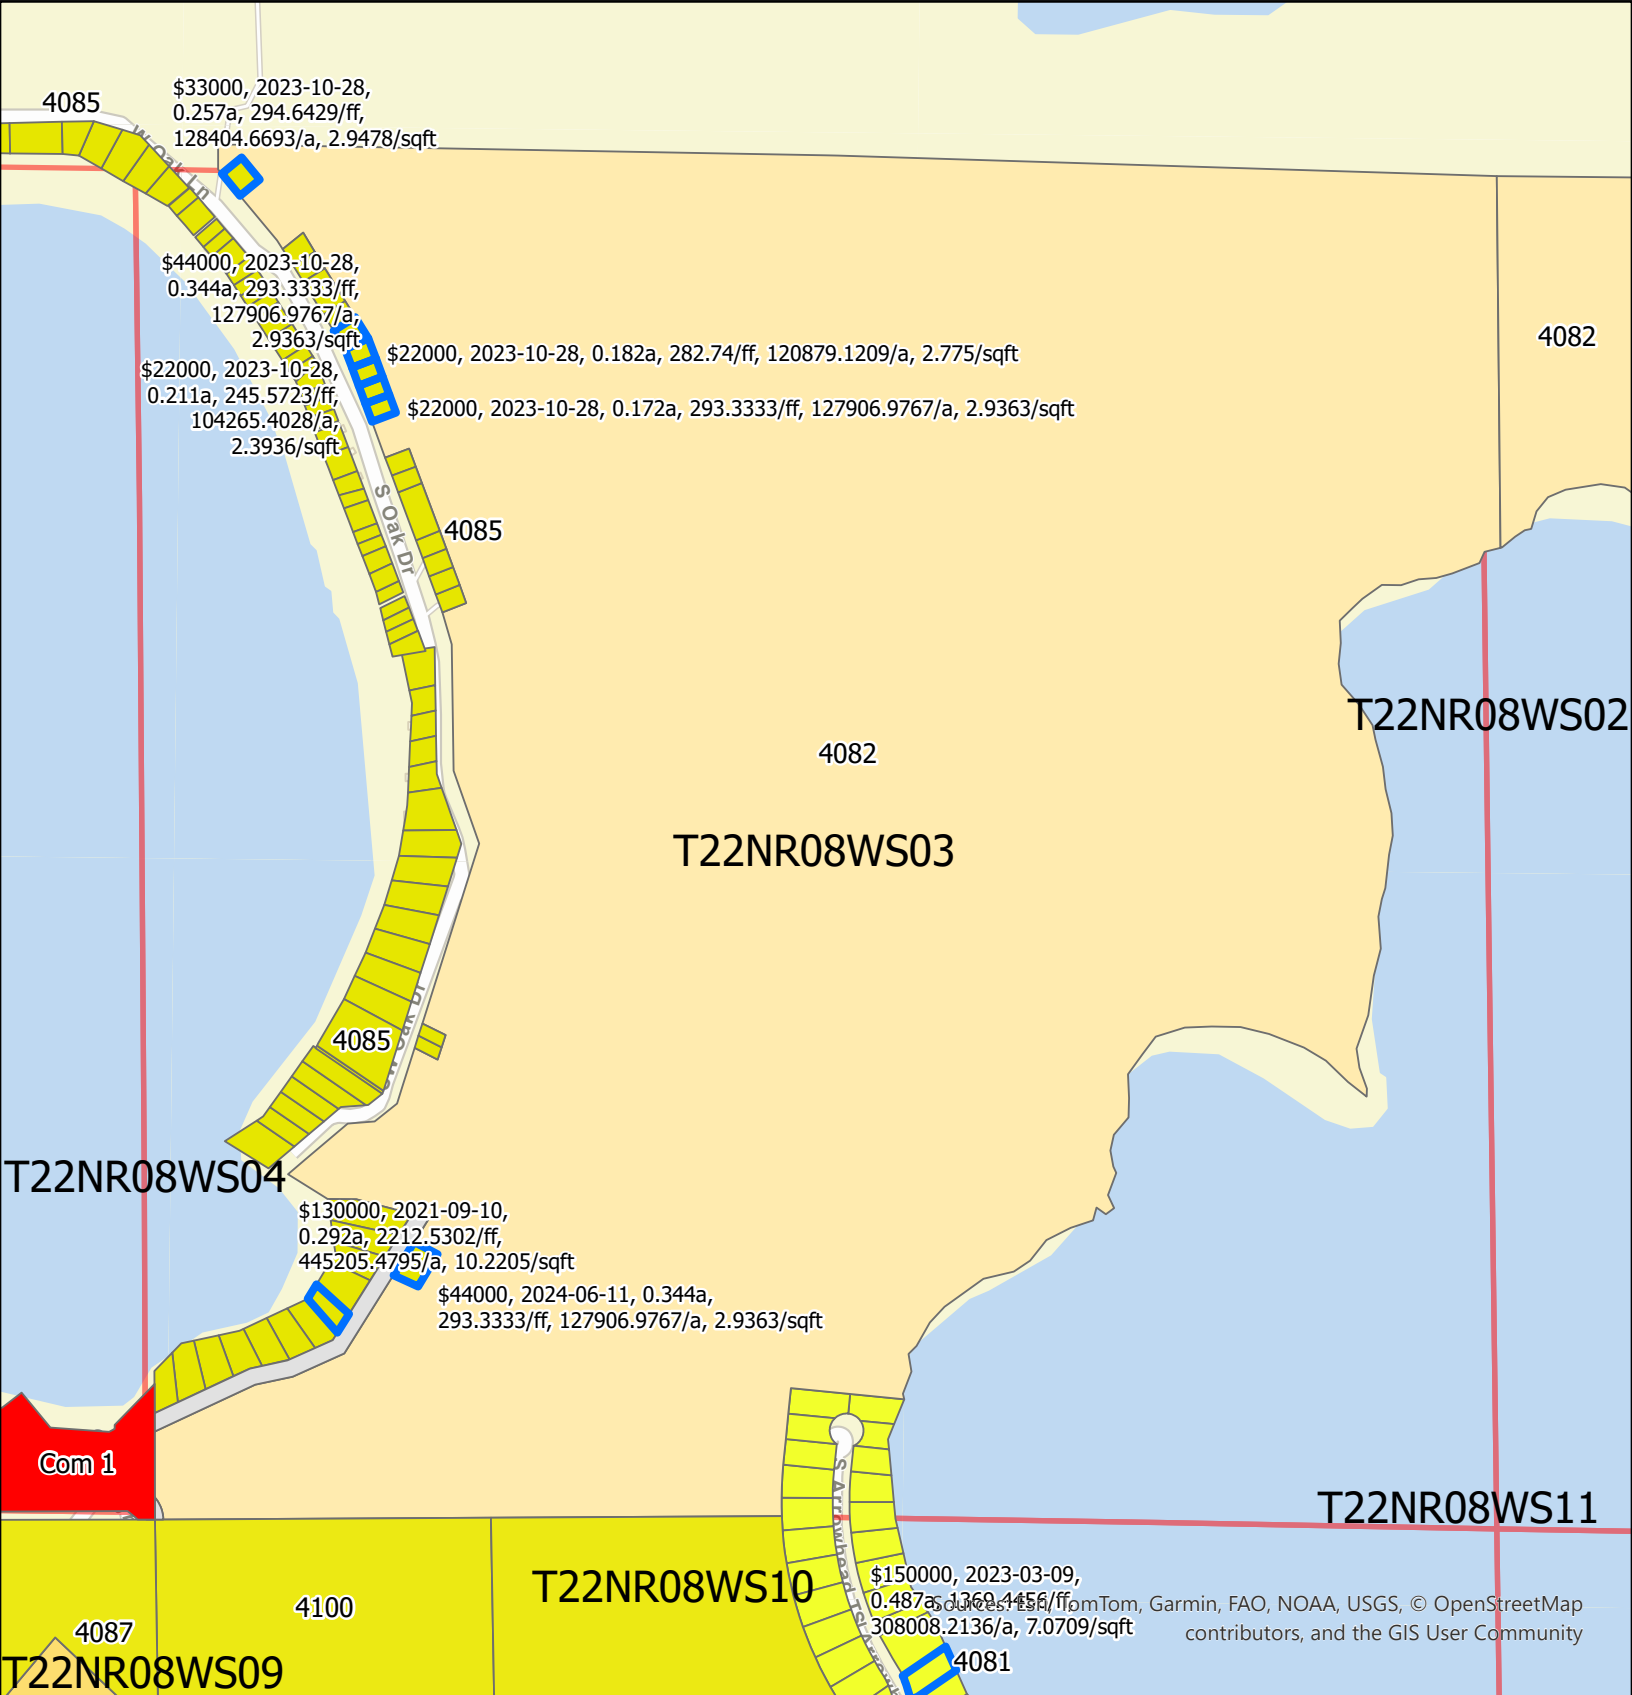 4085
$33000, 2023-10-28,
0.257a, 294.6429/ff,
128404.6693/a, 2.9478/sqft
W Oak Ln
$44000, 2023-10-28,
0.344a, 293.3333/ff,
127906.9767/a,
2.9363/sqft
4082
$22000, 2023-10-28, 0.182a, 282.74/ff, 120879.1209/a, 2.775/sqft
$22000, 2023-10-28,
0.211a, 245.5723/ff,
104265.4028/a,
2.3936/sqft
$22000, 2023-10-28, 0.172a, 293.3333/ff, 127906.9767/a, 2.9363/sqft
S Oak Dr
4085
T22NR08WS02
4082
T22NR08WS03
4085
T22NR08WS04
$130000, 2021-09-10,
0.292a, 2212.5302/ff,
445205.4795/a, 10.2205/sqft
$44000, 2024-06-11, 0.344a,
293.3333/ff, 127906.9767/a, 2.9363/sqft
Com 1
S Arrowhead
T22NR08WS11
T22NR08WS10
$150000, 2023-03-09,
0.487a, 1369.4456/ff,
308008.2136/a, 7.0709/sqft
Sources: Esri, TomTom, Garmin, FAO, NOAA, USGS, © OpenStreetMap
contributors, and the GIS User Community
4100
4087
4081
T22NR08WS09